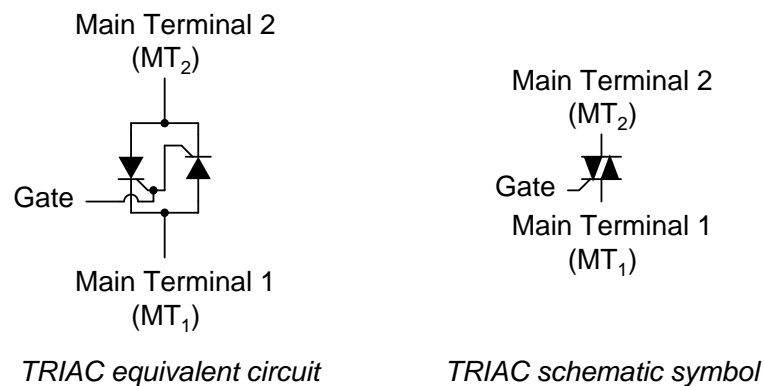 Main Terminal 2
(MT2)
Gate
Main Terminal 1
(MT1)
TRIAC equivalent circuit
Main Terminal 2
(MT2)
Gate
Main Terminal 1
(MT1)
TRIAC schematic symbol